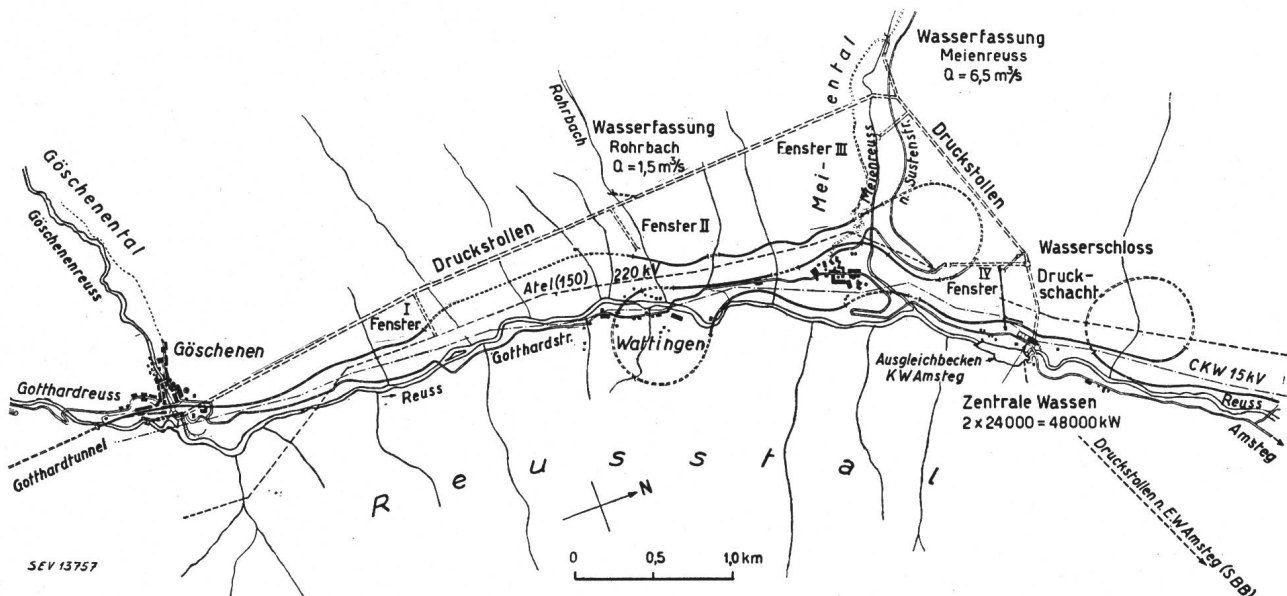 Wasserfassung
Meienreuss
Q = 6,5 m³/s
Rohrbach
Wasserfassung
Rohrbach
Q = 1,5 m³/s
Mei-
ental
Fenster III
Meienreuss
n. Sustenstr.
Druckstollen
Göschenental
Göschenenreuss
Druckstollen
Fenster II
Wasserschloss
Druck-
schacht
IV
Fenster
I
Fenster
Atel (150)
220 kV
Göschenen
Gotthardstr.
Wattingen
Gotthardreuss
Reuss
Ausgleichbecken
KW Amsteg
CKW 15 kV
Reuss
Amsteg
Zentrale Wassen
2 x 24000 = 48000 kW
Gotthardtunnel
Reusstal
Druckstollen n. E.W Amsteg (SBB)
N
0 0,5 1,0 km
SEV 13757